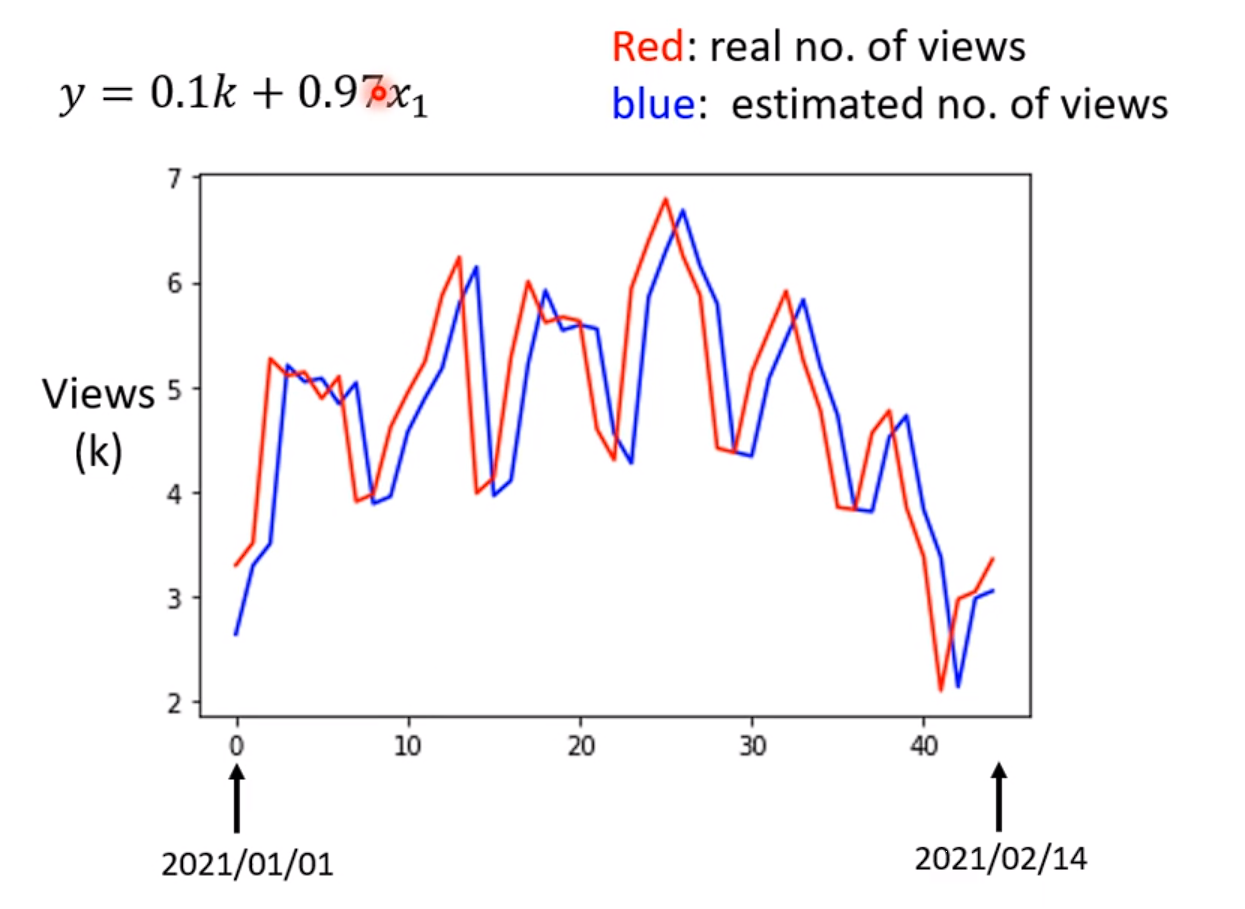 Red: real no. of views
y = 0.1k + 0.97x₁
blue: estimated no. of views
7
6
Views 5
(k)
4
3
2
0 10 20 30 40
2021/01/01 2021/02/14